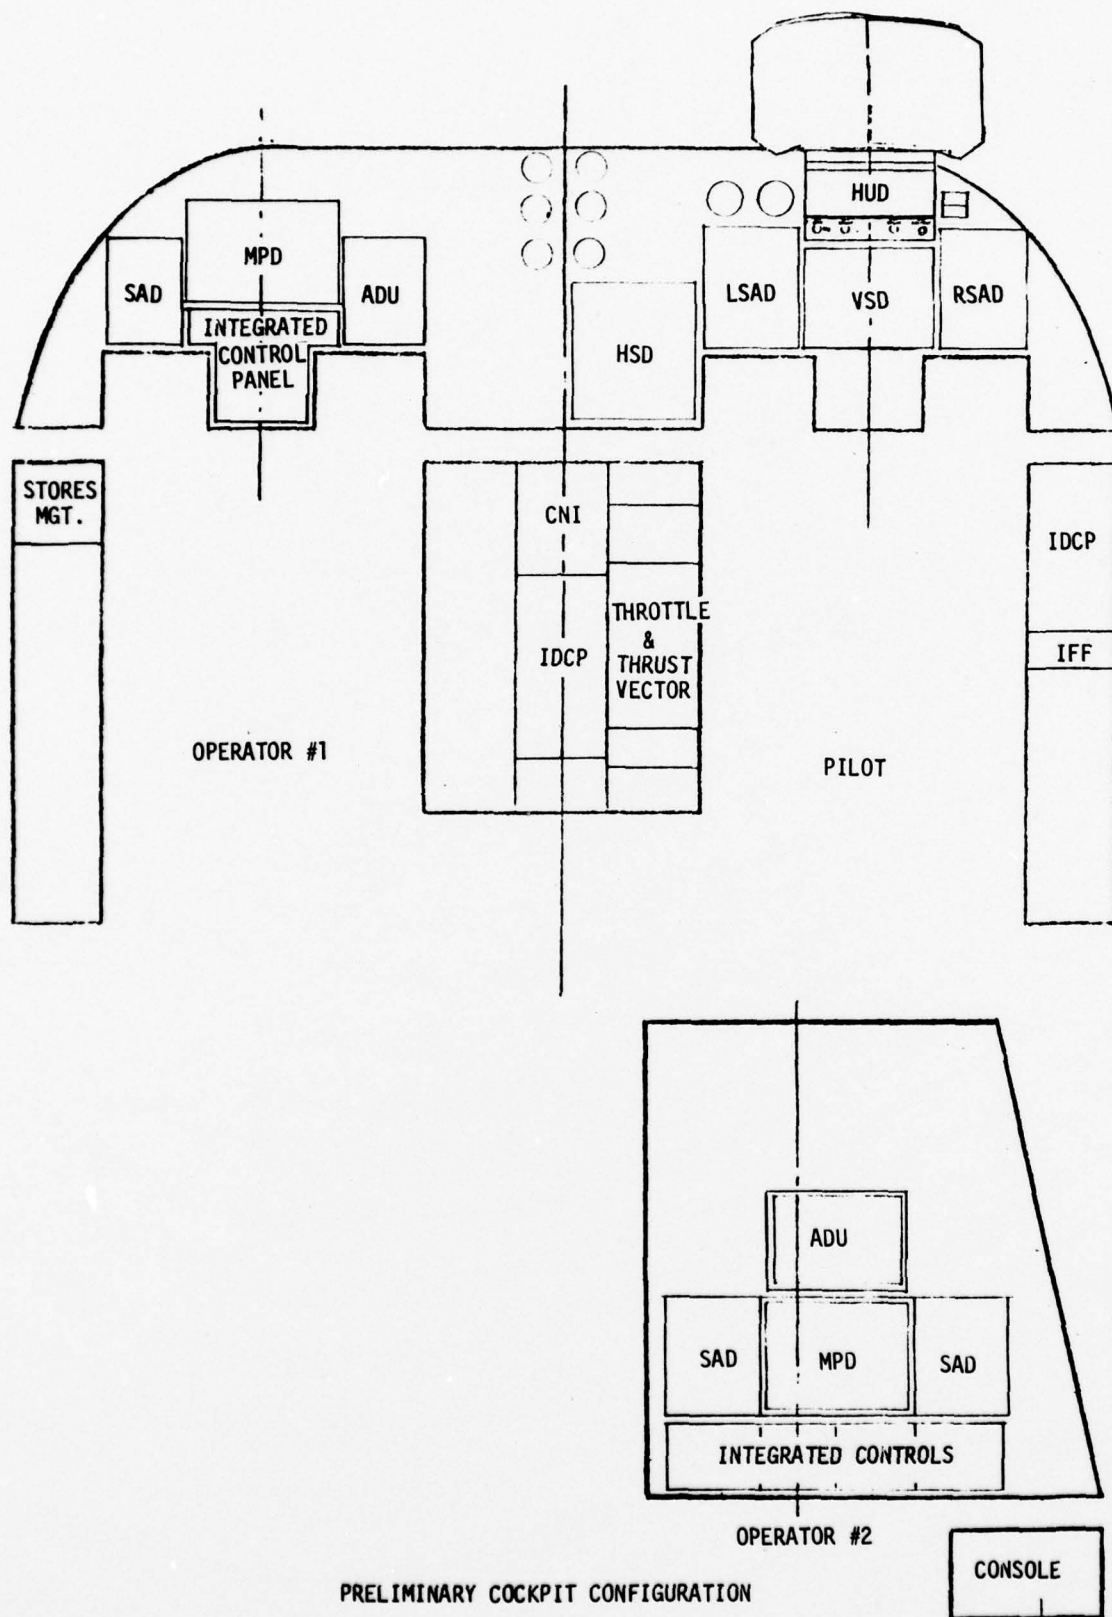 HUD
MPD
SAD
ADU
LSAD
VSD
RSAD
INTEGRATED
CONTROL
PANEL
HSD
STORES
MGT.
CNI
IDCP
THROTTLE
&
THRUST
VECTOR
IDCP
IFF
OPERATOR #1
PILOT
ADU
SAD
MPD
SAD
INTEGRATED CONTROLS
OPERATOR #2
CONSOLE
PRELIMINARY COCKPIT CONFIGURATION